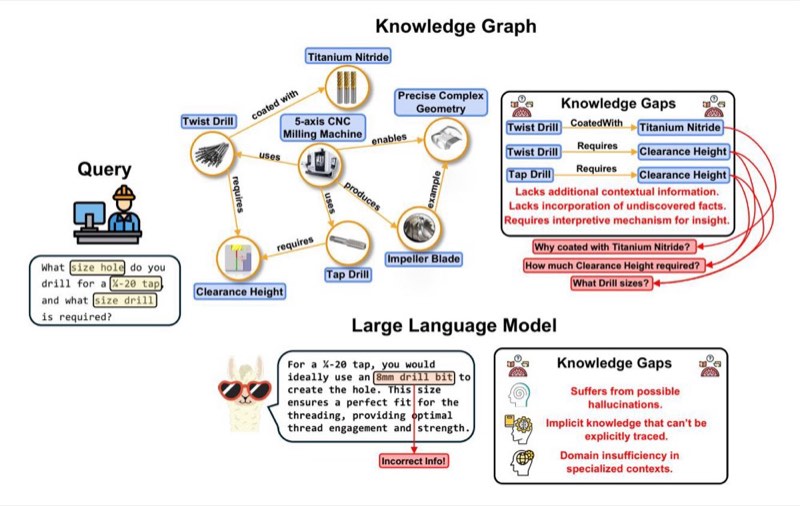 Knowledge Graph
Titanium Nitride
coated with
Twist Drill
5-axis CNC
Milling Machine
Precise Complex
Geometry
enables
uses
requires
uses
produces
example
requires
Clearance Height
Tap Drill
Impeller Blade
Query
What size hole do you
drill for a ¼-20 tap,
and what size drill
is required?
Knowledge Gaps
Twist Drill CoatedWith Titanium Nitride
Twist Drill Requires Clearance Height
Tap Drill Requires Clearance Height
Lacks additional contextual information.
Lacks incorporation of undiscovered facts.
Requires interpretive mechanism for insight.
Why coated with Titanium Nitride?
How much Clearance Height required?
What Drill sizes?
Large Language Model
For a ¼-20 tap, you would
ideally use an 8mm drill bit to
create the hole. This size
ensures a perfect fit for the
threading, providing optimal
thread engagement and strength.
Incorrect Info!
Knowledge Gaps
Suffers from possible
hallucinations.
Implicit knowledge that can't be
explicitly traced.
Domain insufficiency in
specialized contexts.